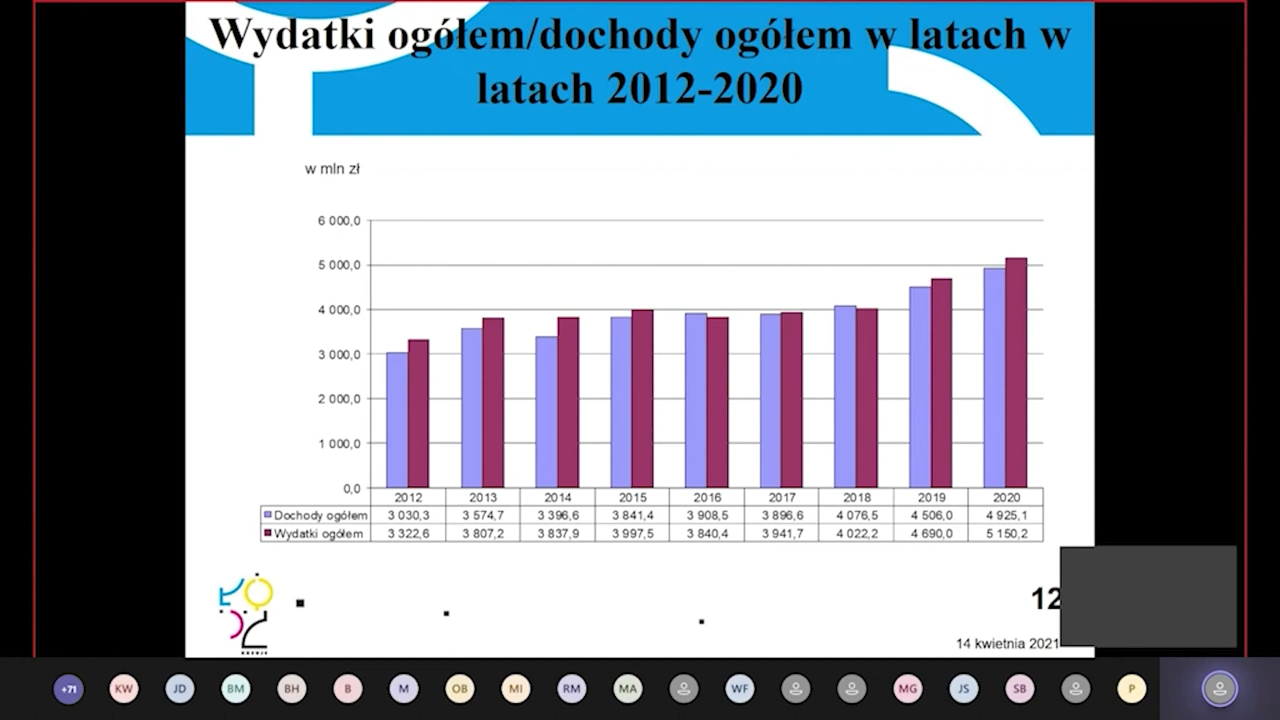 Wydatki ogółem/dochody ogółem w latach w
latach 2012-2020
w mln zł
6 000,0
5 000,0
4 000,0
3 000,0
2 000,0
1 000,0
0,0
2012 2013 2014 2015 2016 2017 2018 2019 2020
Dochody ogółem 3 030,3 3 574,7 3 396,6 3 841,4 3 908,5 3 896,6 4 076,5 4 506,0 4 925,1
Wydatki ogółem 3 322,6 3 807,2 3 837,9 3 997,5 3 840,4 3 941,7 4 022,2 4 690,0 5 150,2
12
14 kwietnia 2021
+71 KW JD BM BH B M OB MI RM MA WF MG JS SB P